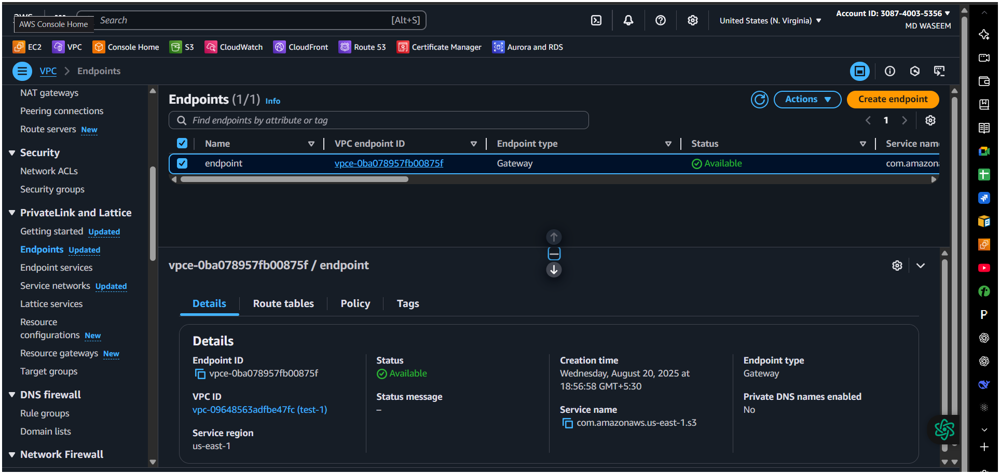 AWS Console Home
Search
[Alt+S]
United States (N. Virginia)
Account ID: 3087-4003-5356
MD WASEEM
EC2
VPC
Console Home
S3
CloudWatch
CloudFront
Route 53
Certificate Manager
Aurora and RDS
VPC
Endpoints
NAT gateways
Peering connections
Route servers New
Security
Network ACLs
Security groups
PrivateLink and Lattice
Getting started Updated
Endpoints Updated
Endpoint services
Service networks Updated
Lattice services
Resource
configurations New
Resource gateways New
Target groups
DNS firewall
Rule groups
Domain lists
Network Firewall
Endpoints (1/1) Info
Actions
Create endpoint
Find endpoints by attribute or tag
1
Name
VPC endpoint ID
Endpoint type
Status
Service nam
endpoint
vpce-0ba078957fb00875f
Gateway
Available
com.amazon
vpce-0ba078957fb00875f / endpoint
Details
Route tables
Policy
Tags
Details
Endpoint ID
vpce-0ba078957fb00875f
VPC ID
vpc-09648563adfbe47fc (test-1)
Service region
us-east-1
Status
Available
Status message
–
Creation time
Wednesday, August 20, 2025 at
18:56:58 GMT+5:30
Service name
com.amazonaws.us-east-1.s3
Endpoint type
Gateway
Private DNS names enabled
No